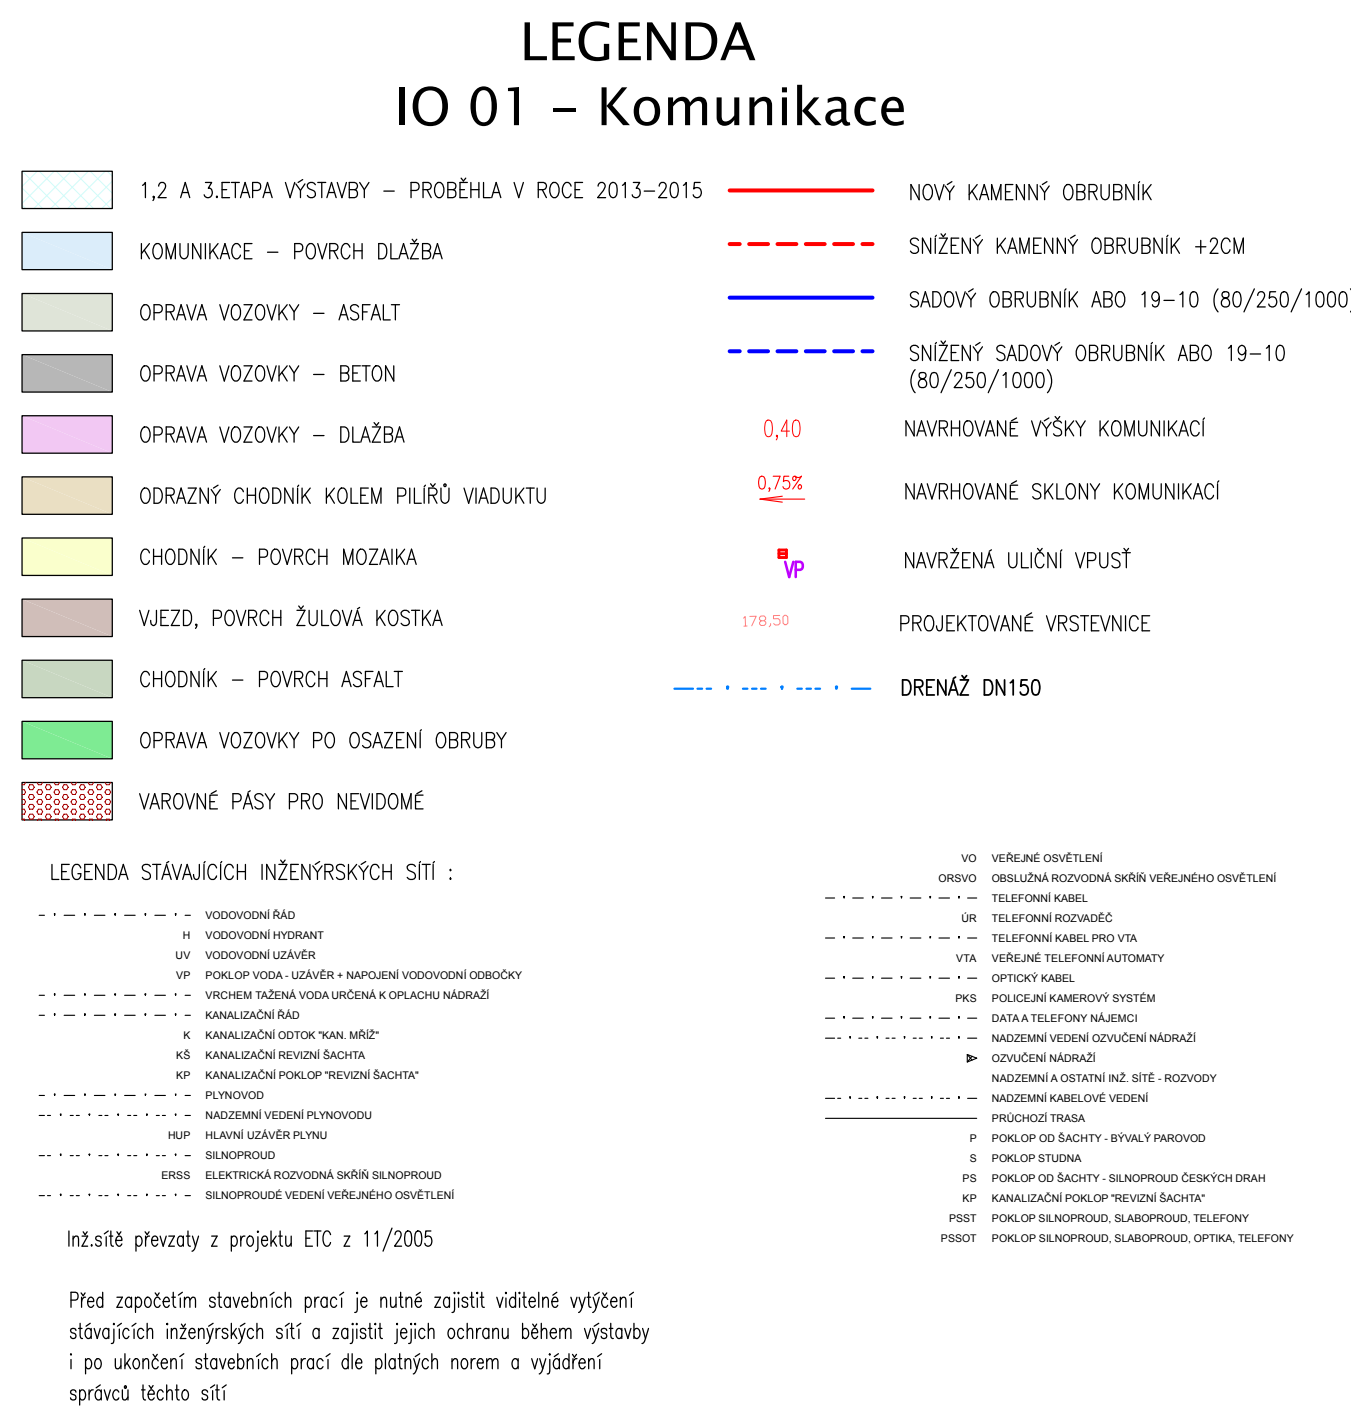 LEGENDA
IO 01 – Komunikace
1,2 A 3.ETAPA VÝSTAVBY – PROBĚHLA V ROCE 2013–2015
KOMUNIKACE – POVRCH DLAŽBA
OPRAVA VOZOVKY – ASFALT
OPRAVA VOZOVKY – BETON
OPRAVA VOZOVKY – DLAŽBA
ODRAZNÝ CHODNÍK KOLEM PILÍŘŮ VIADUKTU
CHODNÍK – POVRCH MOZAIKA
VJEZD, POVRCH ŽULOVÁ KOSTKA
CHODNÍK – POVRCH ASFALT
OPRAVA VOZOVKY PO OSAZENÍ OBRUBY
VAROVNÉ PÁSY PRO NEVIDOMÉ
NOVÝ KAMENNÝ OBRUBNÍK
SNÍŽENÝ KAMENNÝ OBRUBNÍK +2CM
SADOVÝ OBRUBNÍK ABO 19–10 (80/250/1000)
SNÍŽENÝ SADOVÝ OBRUBNÍK ABO 19–10
(80/250/1000)
0,40 NAVRHOVANÉ VÝŠKY KOMUNIKACÍ
0,75% NAVRHOVANÉ SKLONY KOMUNIKACÍ
VP NAVRŽENÁ ULIČNÍ VPUSŤ
178,50 PROJEKTOVANÉ VRSTEVNICE
DRENÁŽ DN150
LEGENDA STÁVAJÍCÍCH INŽENÝRSKÝCH SÍTÍ :
VODOVODNÍ ŘÁD
H VODOVODNÍ HYDRANT
UV VODOVODNÍ UZÁVĚR
VP POKLOP VODA - UZÁVĚR + NAPOJENÍ VODOVODNÍ ODBOČKY
VRCHEM TAŽENÁ VODA URČENÁ K OPLACHU NÁDRAŽÍ
KANALIZAČNÍ ŘÁD
K KANALIZAČNÍ ODTOK "KAN. MŘÍŽ"
KŠ KANALIZAČNÍ REVIZNÍ ŠACHTA
KP KANALIZAČNÍ POKLOP "REVIZNÍ ŠACHTA"
PLYNOVOD
NADZEMNÍ VEDENÍ PLYNOVODU
HUP HLAVNÍ UZÁVĚR PLYNU
SILNOPROUD
ERSS ELEKTRICKÁ ROZVODNÁ SKŘÍŇ SILNOPROUD
SILNOPROUDÉ VEDENÍ VEŘEJNÉHO OSVĚTLENÍ
VO VEŘEJNÉ OSVĚTLENÍ
ORSVO OBSLUŽNÁ ROZVODNÁ SKŘÍŇ VEŘEJNÉHO OSVĚTLENÍ
TELEFONNÍ KABEL
ÚR TELEFONNÍ ROZVADĚČ
TELEFONNÍ KABEL PRO VTA
VTA VEŘEJNÉ TELEFONNÍ AUTOMATY
OPTICKÝ KABEL
PKS POLICEJNÍ KAMEROVÝ SYSTÉM
DATA A TELEFONY NÁJEMCI
NADZEMNÍ VEDENÍ OZVUČENÍ NÁDRAŽÍ
OZVUČENÍ NÁDRAŽÍ
NADZEMNÍ A OSTATNÍ INŽ. SÍTĚ - ROZVODY
NADZEMNÍ KABELOVÉ VEDENÍ
PRŮCHOZÍ TRASA
P POKLOP OD ŠACHTY - BÝVALÝ PAROVOD
S POKLOP STUDNA
PS POKLOP OD ŠACHTY - SILNOPROUD ČESKÝCH DRAH
KP KANALIZAČNÍ POKLOP "REVIZNÍ ŠACHTA"
PSST POKLOP SILNOPROUD, SLABOPROUD, TELEFONY
PSSOT POKLOP SILNOPROUD, SLABOPROUD, OPTIKA, TELEFONY
Inž.sítě převzaty z projektu ETC z 11/2005
Před započetím stavebních prací je nutné zajistit viditelné vytýčení
stávajících inženýrských sítí a zajistit jejich ochranu během výstavby
i po ukončení stavebních prací dle platných norem a vyjádření
správců těchto sítí